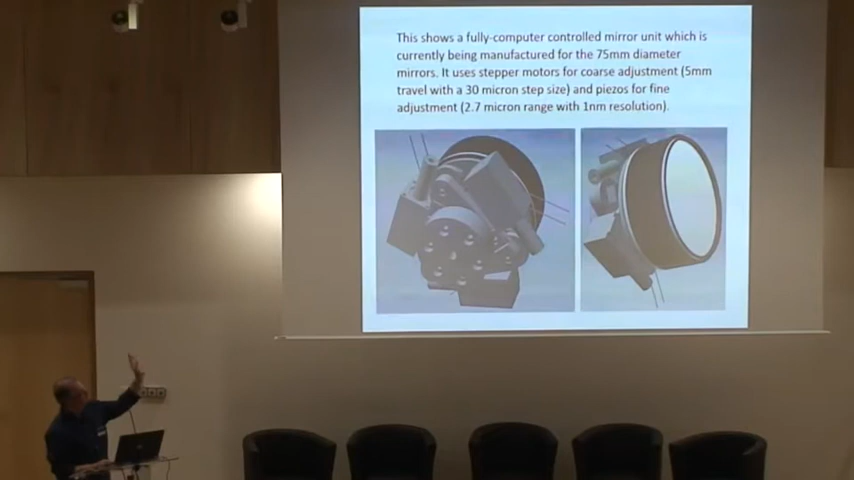 This shows a fully-computer controlled mirror unit which is
currently being manufactured for the 75mm diameter
mirrors. It uses stepper motors for coarse adjustment (5mm
travel with a 30 micron step size) and piezos for fine
adjustment (2.7 micron range with 1nm resolution).